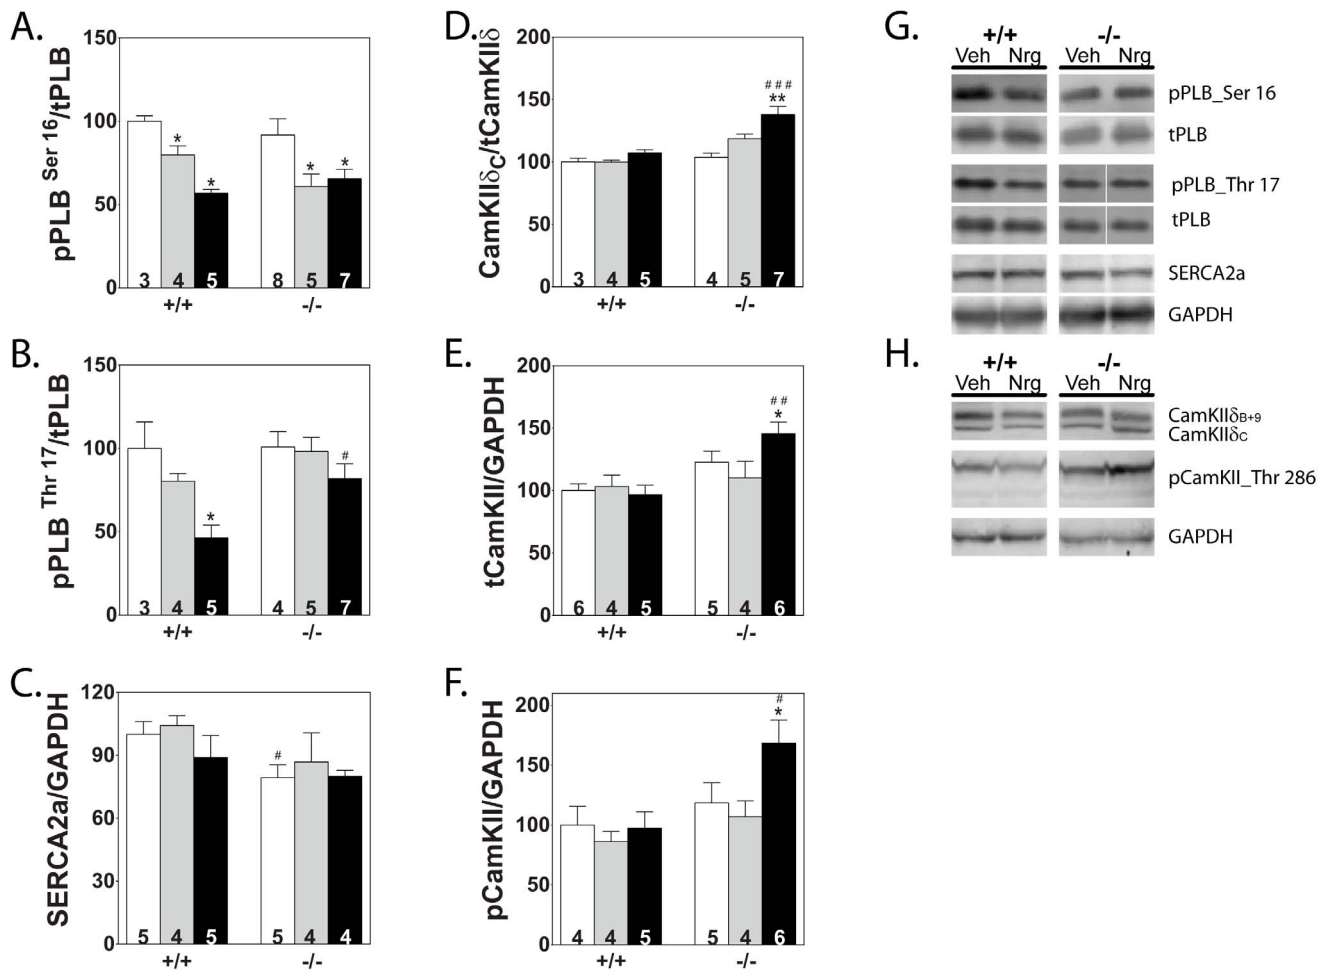 A.
pPLB Ser 16/tPLB
150
100
50
0
*
*
*
*
3 4 5 8 5 7
+/+ -/-
B.
pPLB Thr 17/tPLB
150
100
50
0
*
#
3 4 5 4 5 7
+/+ -/-
C.
SERCA2a/GAPDH
120
90
60
30
0
#
5 4 5 5 4 4
+/+ -/-
D.
CamKIIδC/tCamKIIδ
200
150
100
50
0
# # #
**
3 4 5 4 5 7
+/+ -/-
E.
tCamKII/GAPDH
200
150
100
50
0
# #
*
6 4 5 5 4 6
+/+ -/-
F.
pCamKII/GAPDH
200
150
100
50
0
#
*
4 4 5 5 4 6
+/+ -/-
G.
+/+ -/-
Veh Nrg Veh Nrg
pPLB_Ser 16
tPLB
pPLB_Thr 17
tPLB
SERCA2a
GAPDH
H.
+/+ -/-
Veh Nrg Veh Nrg
CamKIIδB+9
CamKIIδC
pCamKII_Thr 286
GAPDH